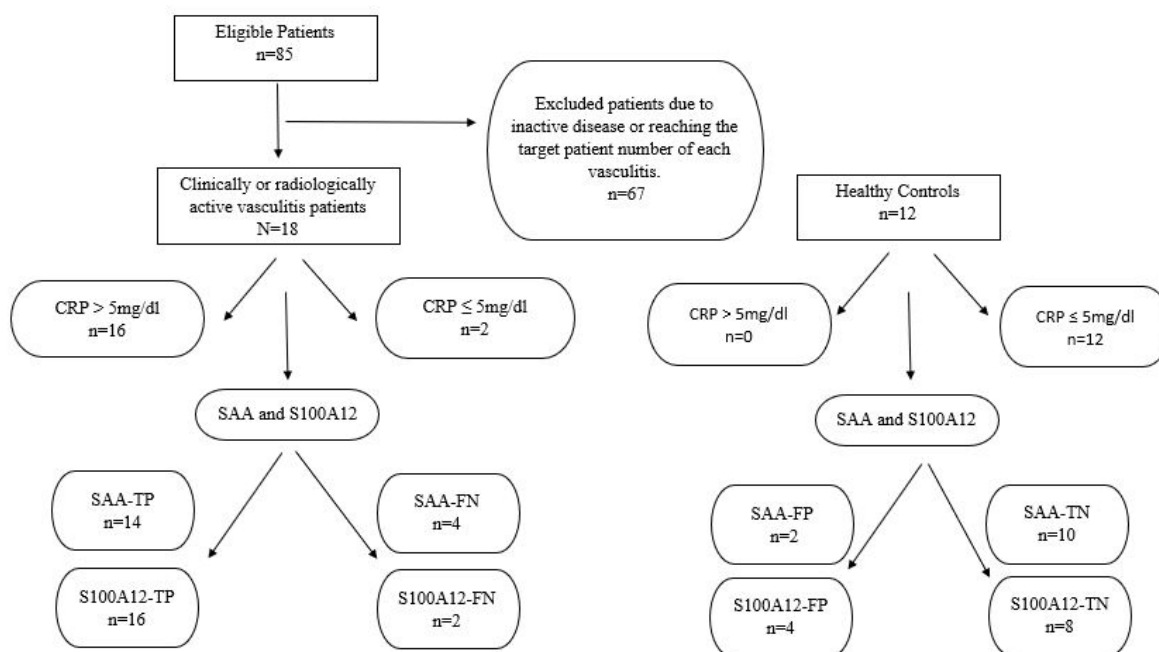 Eligible Patients
n=85
Excluded patients due to
inactive disease or reaching the
target patient number of each
vasculitis.
n=67
Clinically or radiologically
active vasculitis patients
N=18
Healthy Controls
n=12
CRP > 5mg/dl
n=16
CRP ≤ 5mg/dl
n=2
CRP > 5mg/dl
n=0
CRP ≤ 5mg/dl
n=12
SAA and S100A12
SAA and S100A12
SAA-TP
n=14
SAA-FN
n=4
SAA-FP
n=2
SAA-TN
n=10
S100A12-TP
n=16
S100A12-FN
n=2
S100A12-FP
n=4
S100A12-TN
n=8